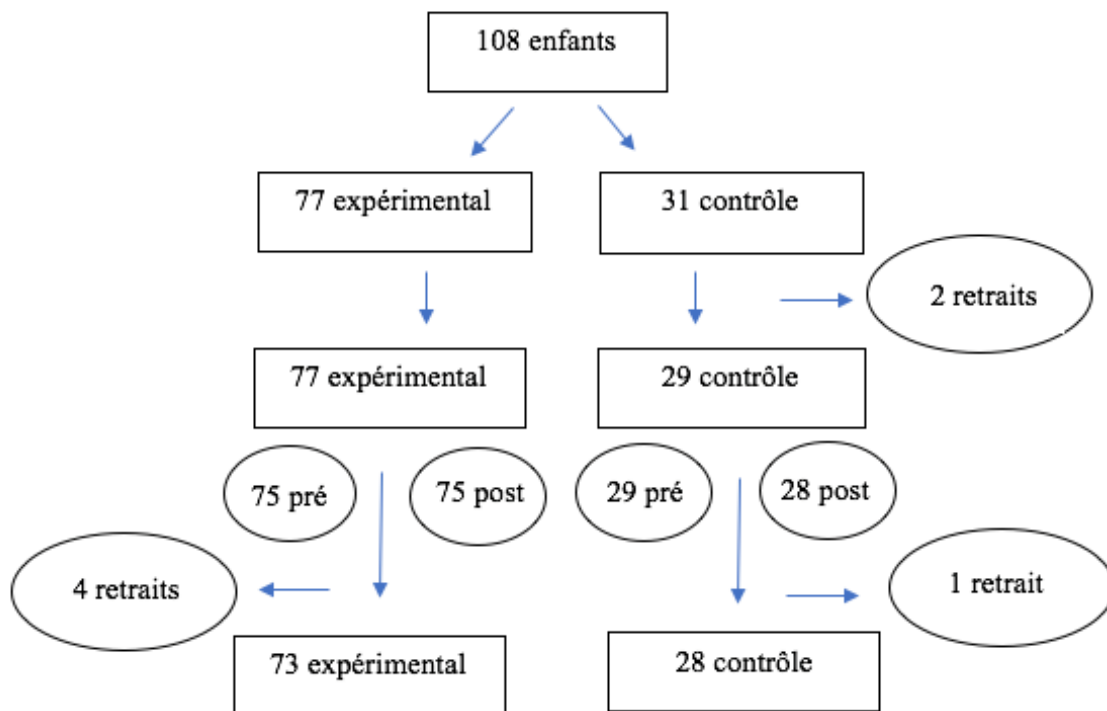 108 enfants
77 expérimental
31 contrôle
2 retraits
77 expérimental
29 contrôle
75 pré
75 post
29 pré
28 post
4 retraits
1 retrait
73 expérimental
28 contrôle